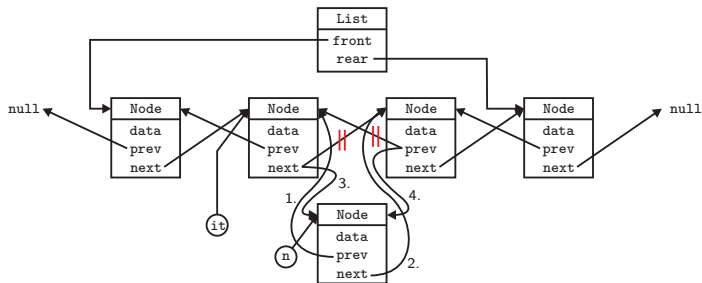 List
front
rear
null
Node
Node
Node
Node
null
data
data
data
data
prev
prev
prev
prev
next
next
next
next
1.
3.
4.
it
Node
n
data
prev
next
2.